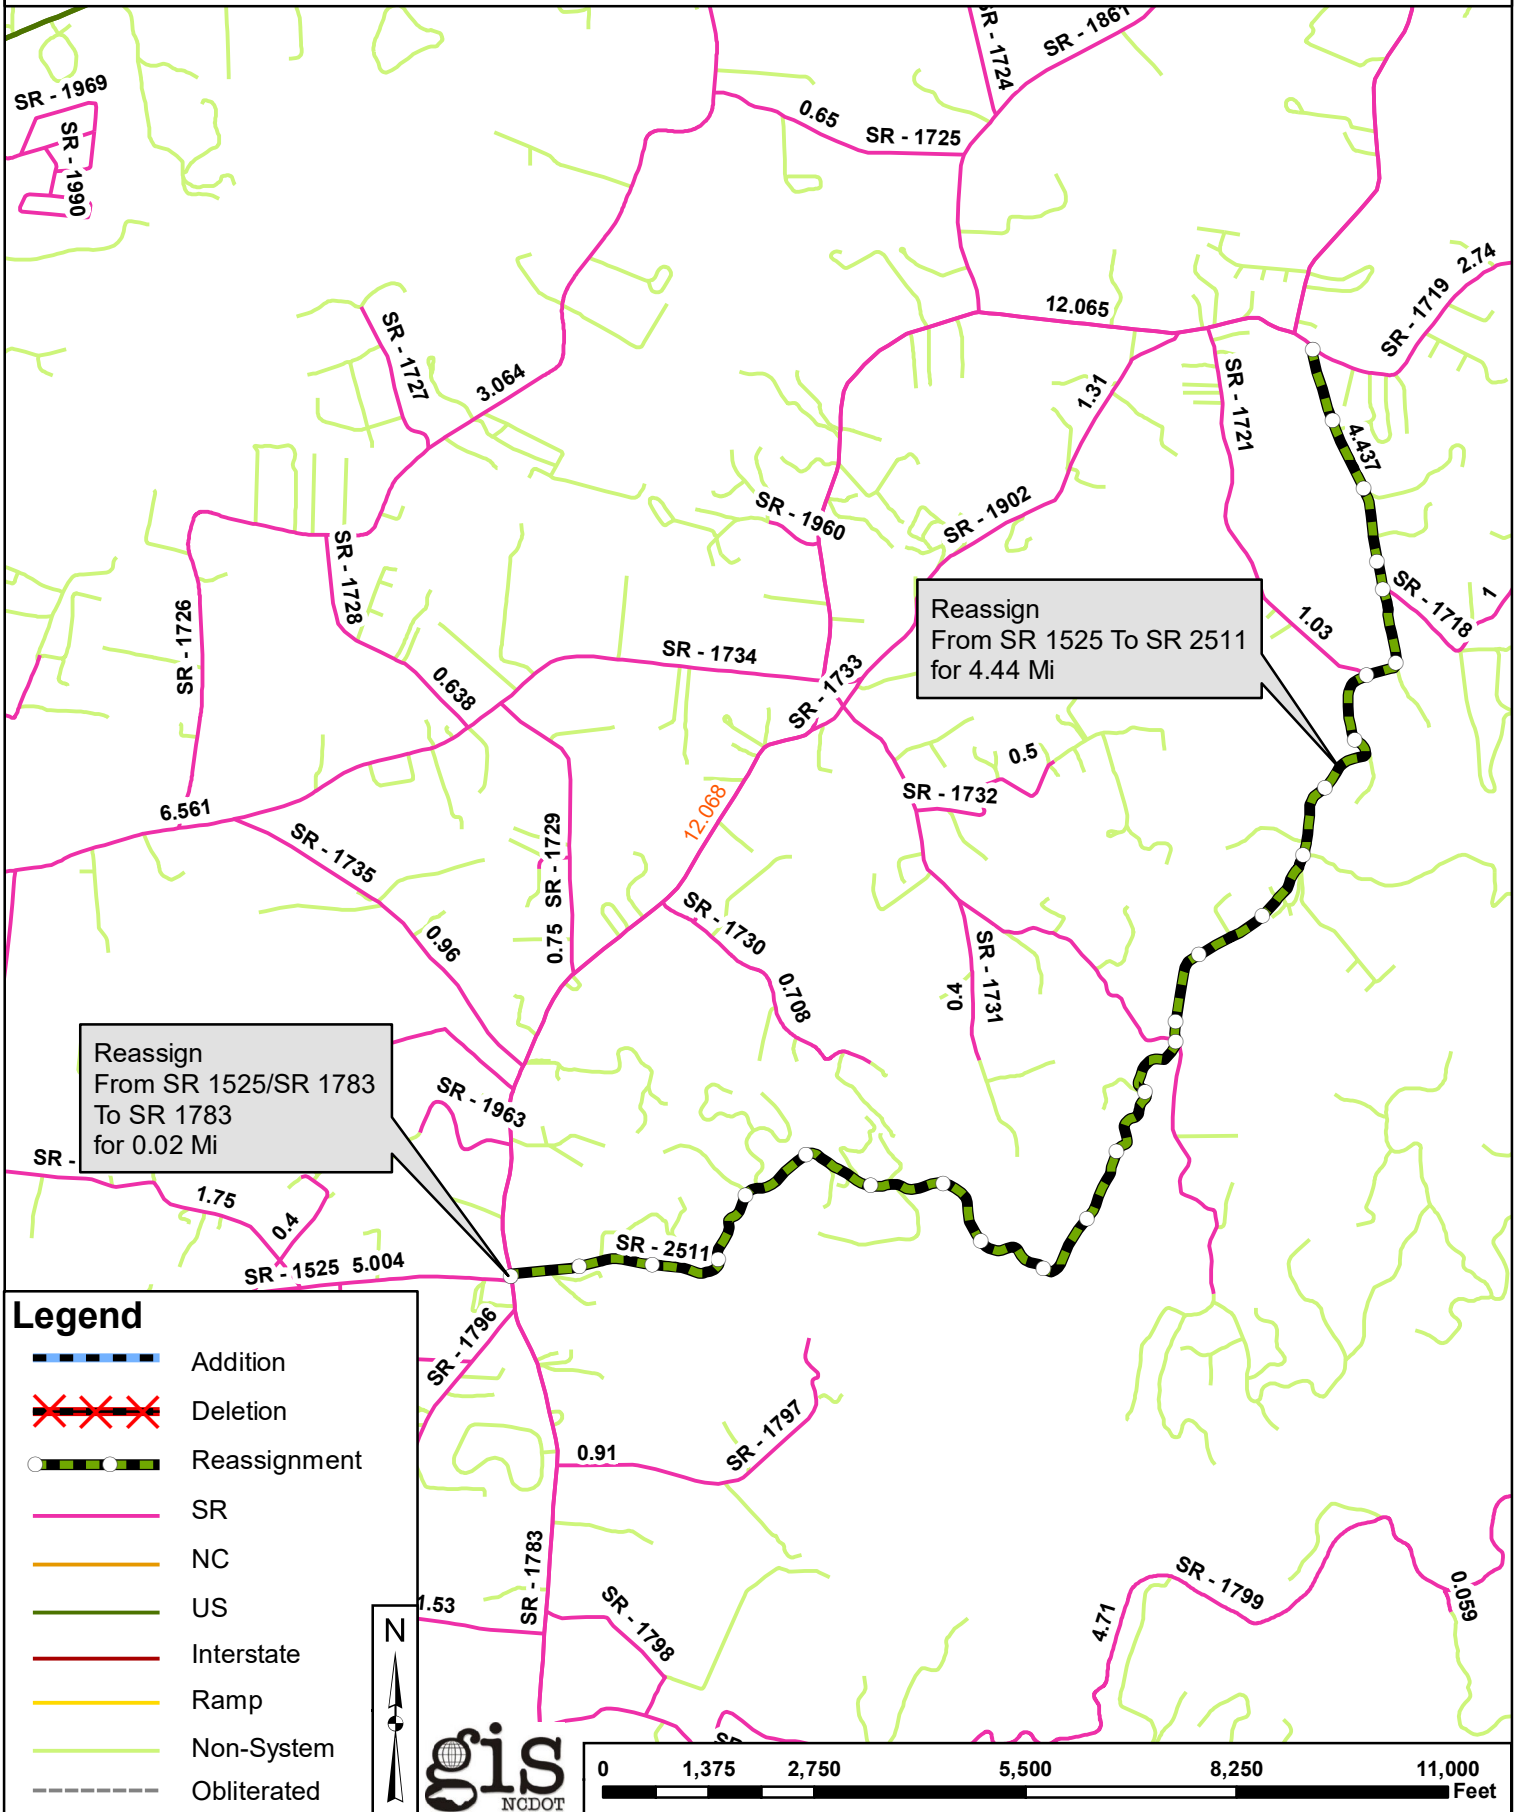 SR - 1969
SR - 1990
SR - 1724
SR - 1861
0.65
SR - 1725
2.74
SR - 1719
12.065
SR - 1727
3.064
1.31
SR - 1721
4.437
SR - 1960
SR - 1902
SR - 1728
SR - 1726
Reassign
From SR 1525 To SR 2511
for 4.44 Mi
SR - 1718
1
1.03
SR - 1734
SR - 1733
0.638
0.5
SR - 1732
12.068
6.561
SR - 1735
SR - 1729
0.75
0.96
SR - 1730
0.708
SR - 1731
0.4
Reassign
From SR 1525/SR 1783
To SR 1783
for 0.02 Mi
SR - 1963
SR -
1.75
0.4
SR - 2511
SR - 1525 5.004
SR - 1796
0.91
SR - 1797
SR - 1783
1.53
SR - 1798
SR - 1799
4.71
0.059
Legend
Addition
Deletion
Reassignment
SR
NC
US
Interstate
Ramp
Non-System
Obliterated
N
gis
NCDOT
0 1,375 2,750 5,500 8,250 11,000
Feet